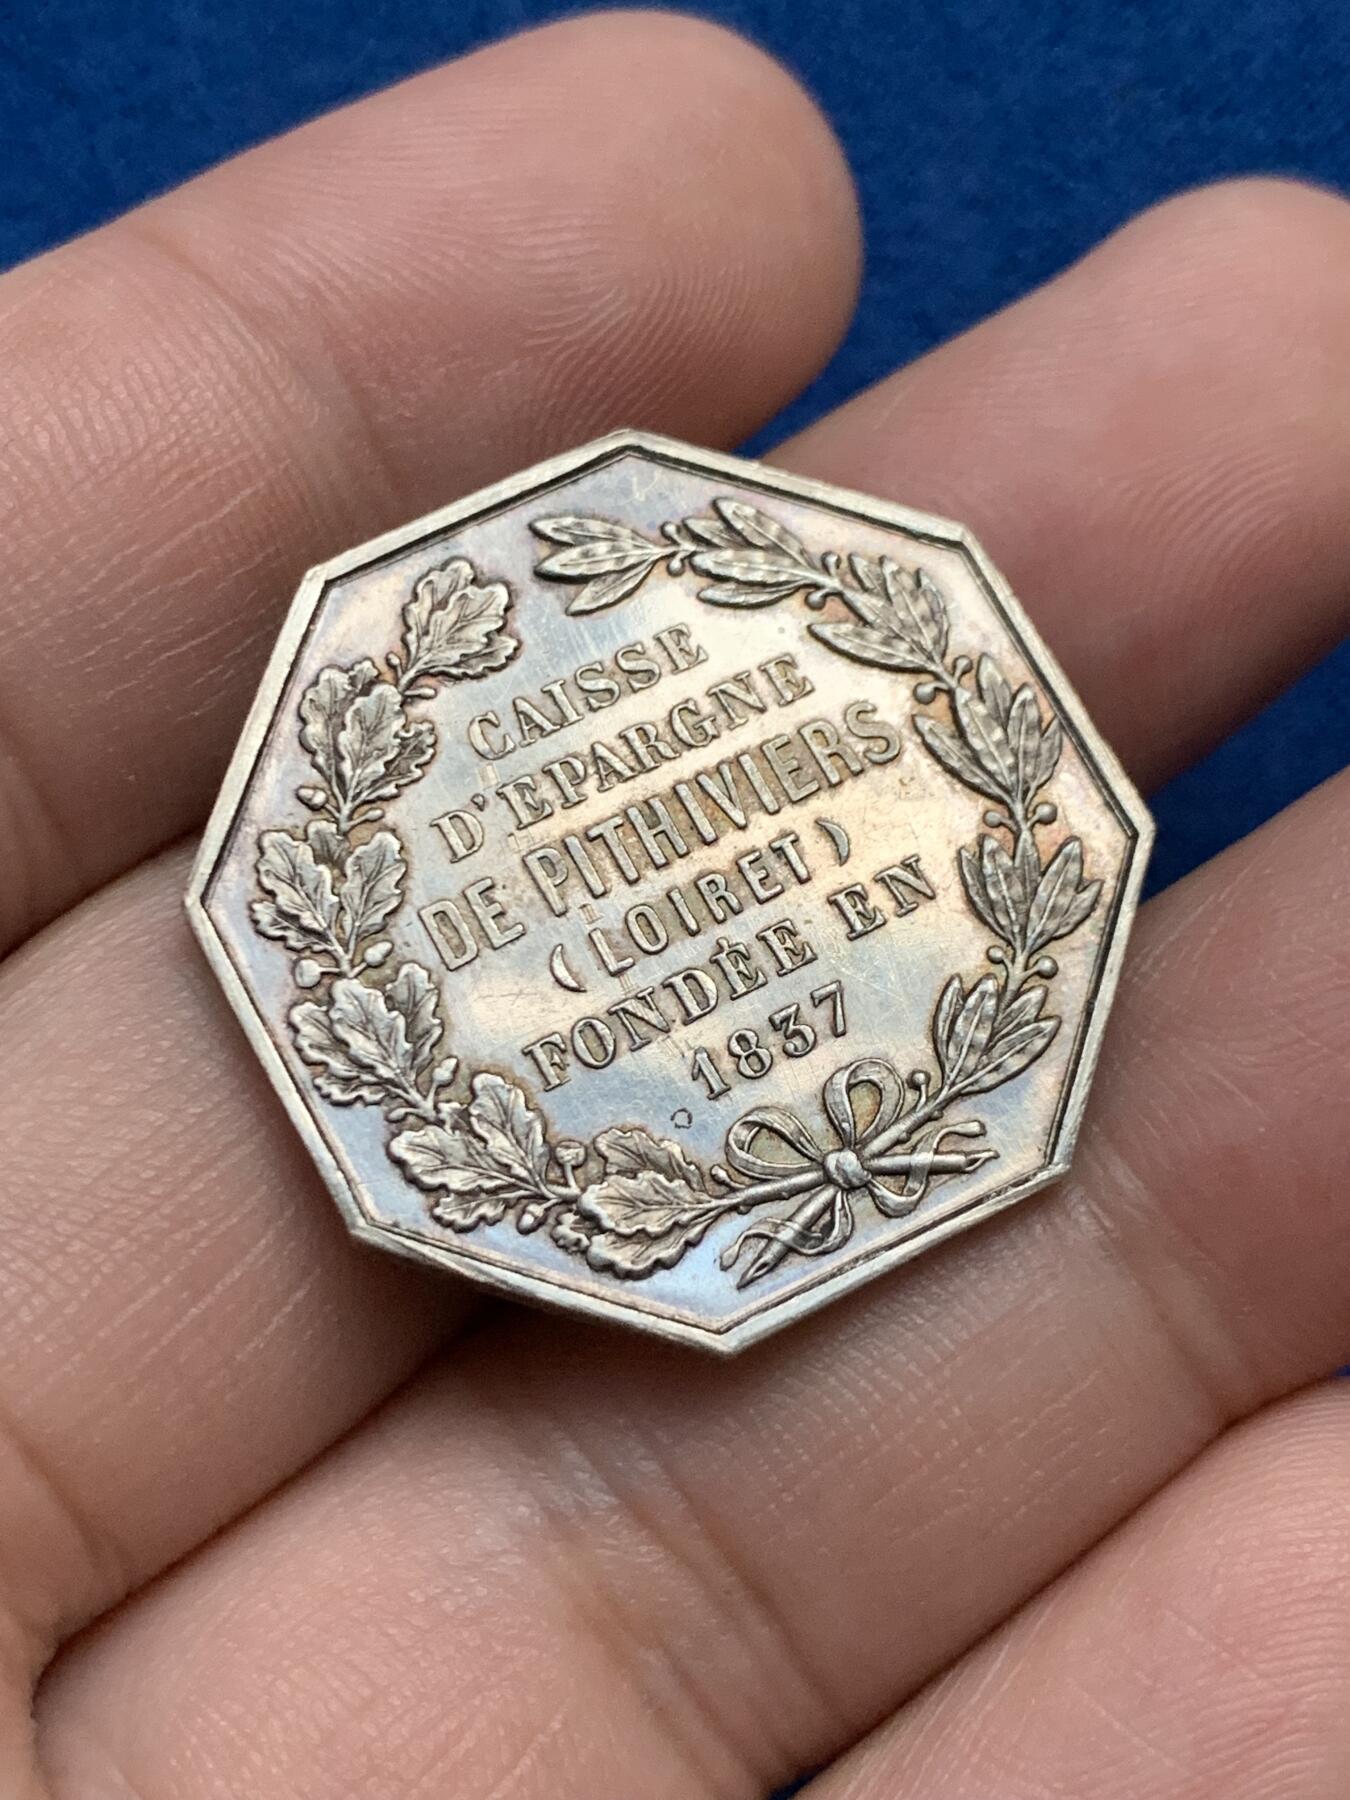 CAISSE
D'EPARGNE
DE PITHIVIERS
(LOIRET)
FONDÉE EN
1837